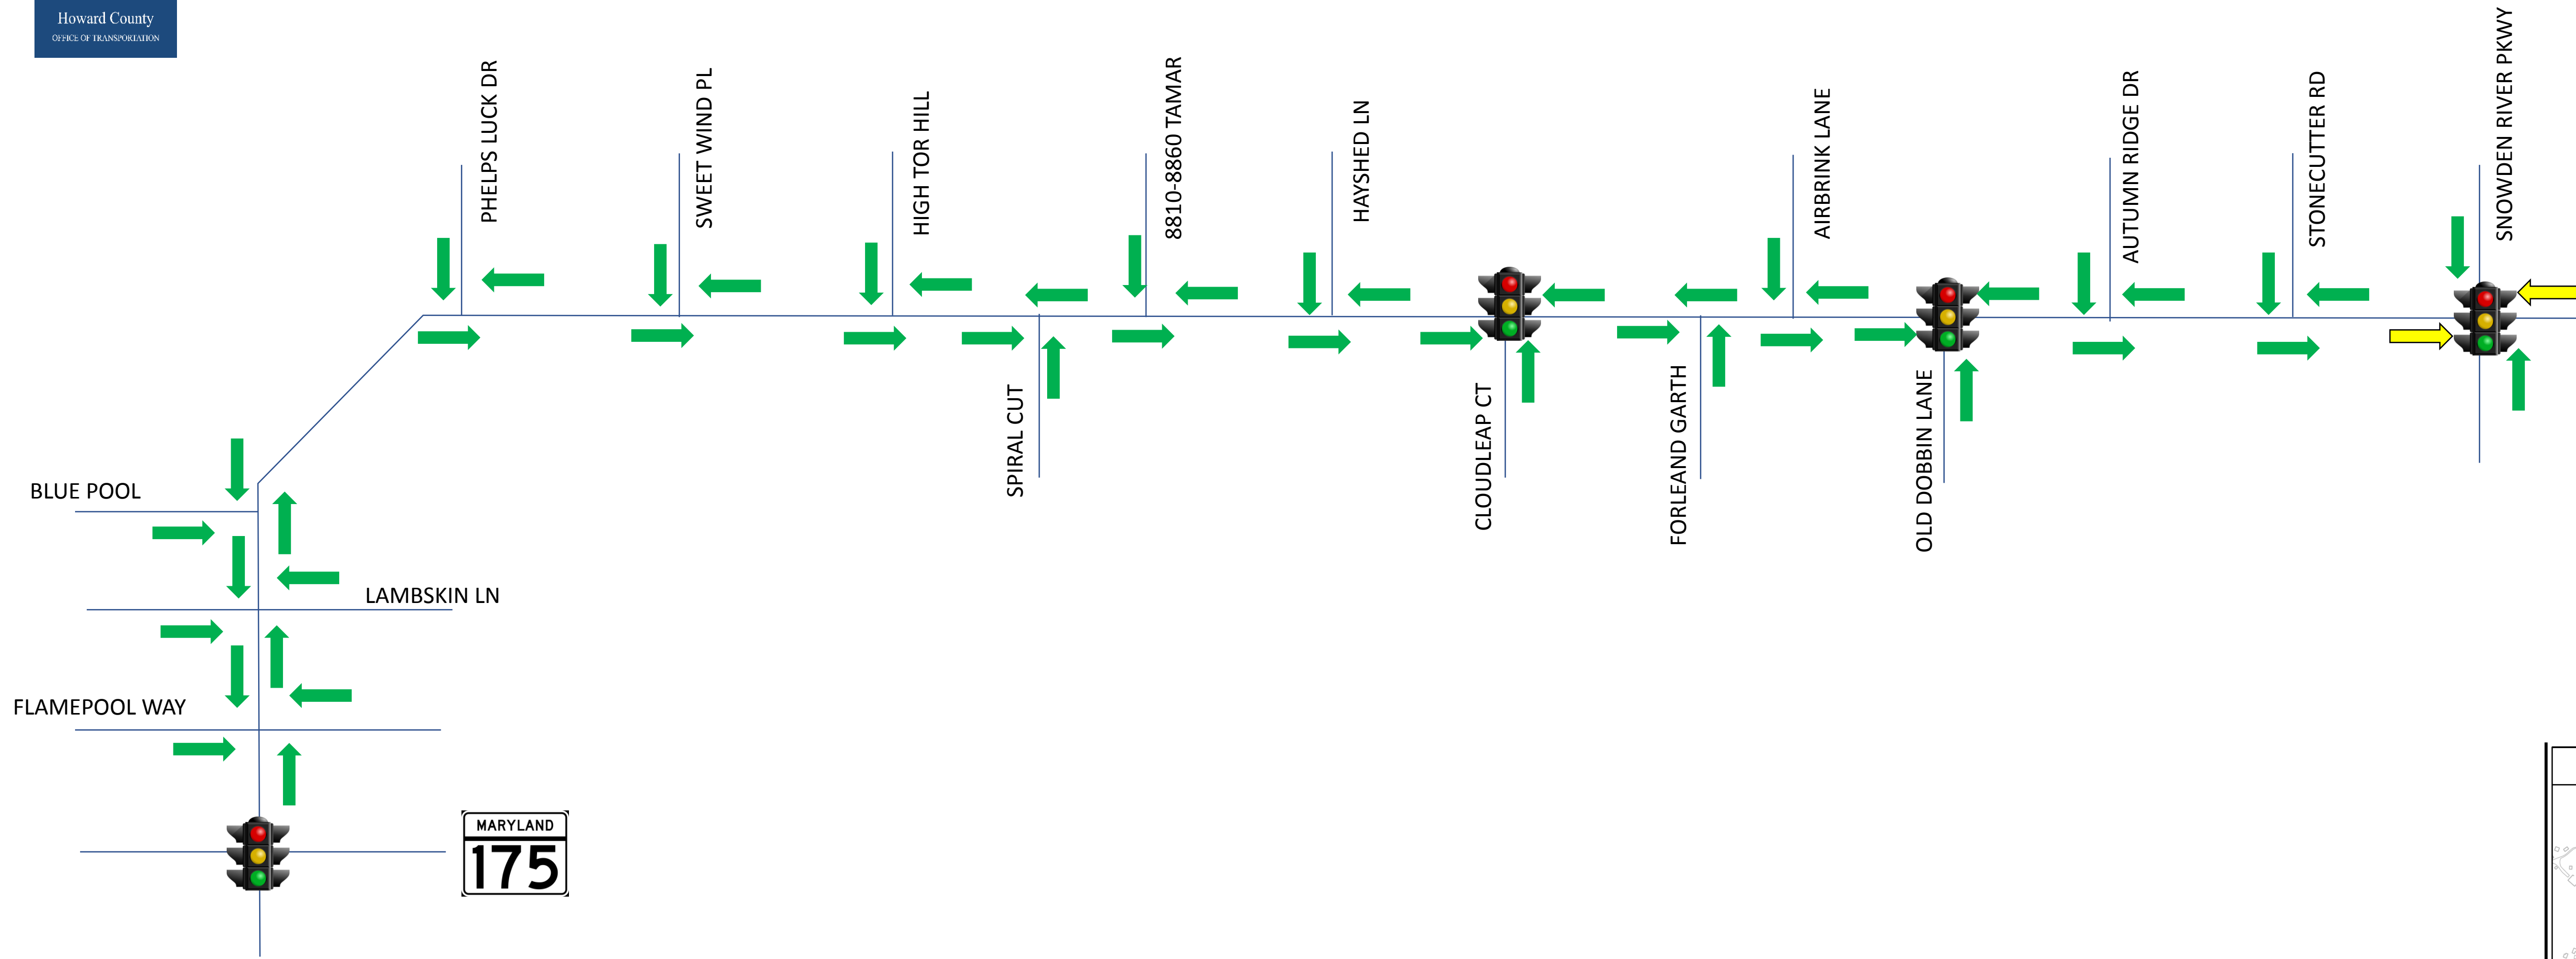 Howard County
OFFICE OF TRANSPORTATION
PHELPS LUCK DR
SWEET WIND PL
HIGH TOR HILL
8810-8860 TAMAR
HAYSHED LN
AIRBRINK LANE
AUTUMN RIDGE DR
STONECUTTER RD
SNOWDEN RIVER PKWY
SPIRAL CUT
CLOUDLEAP CT
FORLEAND GARTH
OLD DOBBIN LANE
BLUE POOL
LAMBSKIN LN
FLAMEPOOL WAY
MARYLAND
175